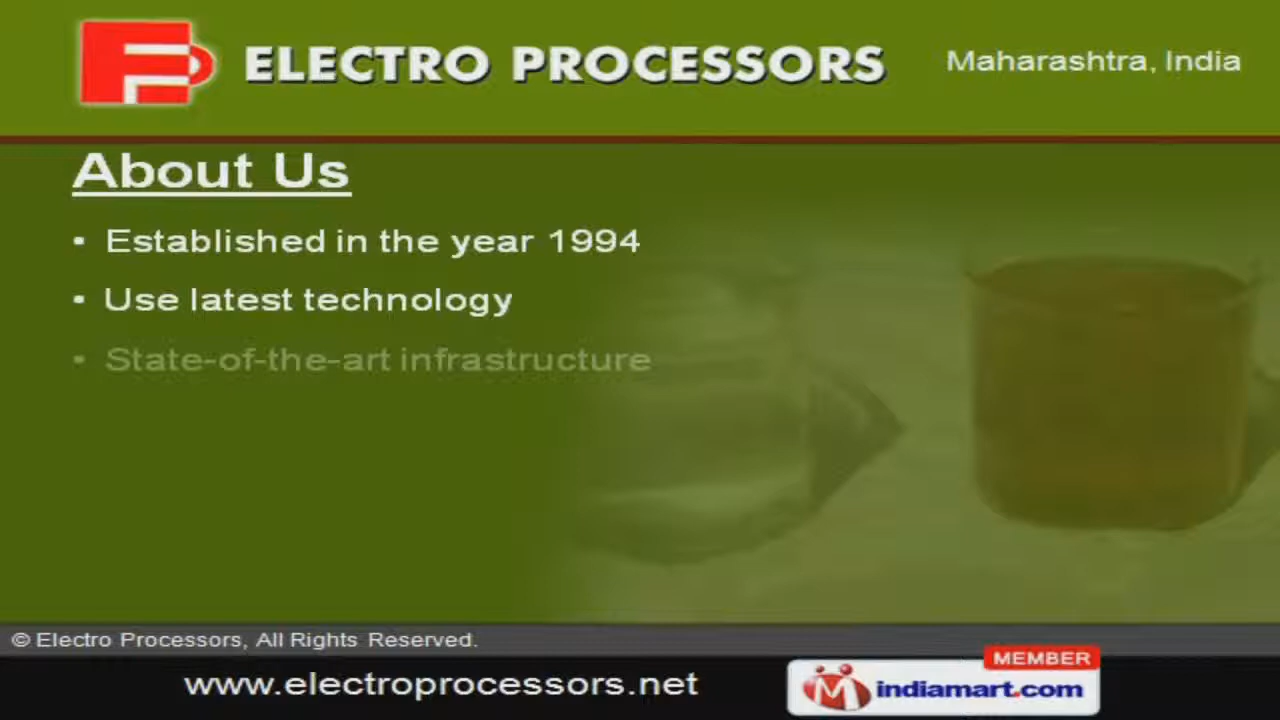 ELECTRO PROCESSORS
Maharashtra, India
About Us
▪ Established in the year 1994
▪ Use latest technology
▪ State-of-the-art infrastructure
© Electro Processors, All Rights Reserved.
www.electroprocessors.net
MEMBER
indiamart.com